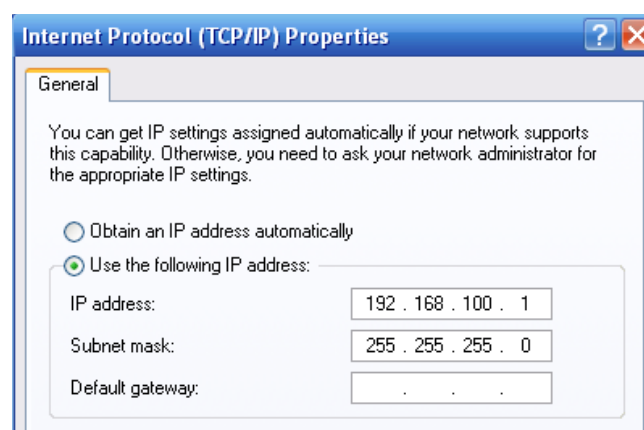 Internet Protocol (TCP/IP) Properties
General
You can get IP settings assigned automatically if your network supports
this capability. Otherwise, you need to ask your network administrator for
the appropriate IP settings.
Obtain an IP address automatically
Use the following IP address:
IP address: 192 . 168 . 100 . 1
Subnet mask: 255 . 255 . 255 . 0
Default gateway: . . .